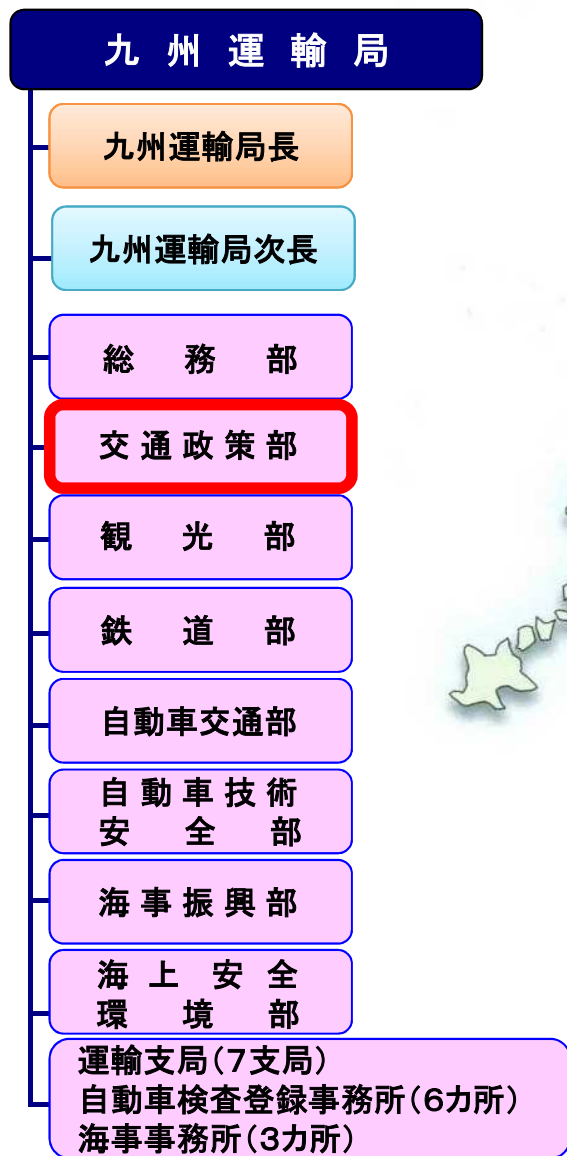 九州運輸局
九州運輸局長
九州運輸局次長
総務部
交通政策部
観光部
鉄道部
自動車交通部
自動車技術
安全部
海事振興部
海上安全
環境部
運輸支局(7支局)
自動車検査登録事務所(6カ所)
海事事務所(3カ所)